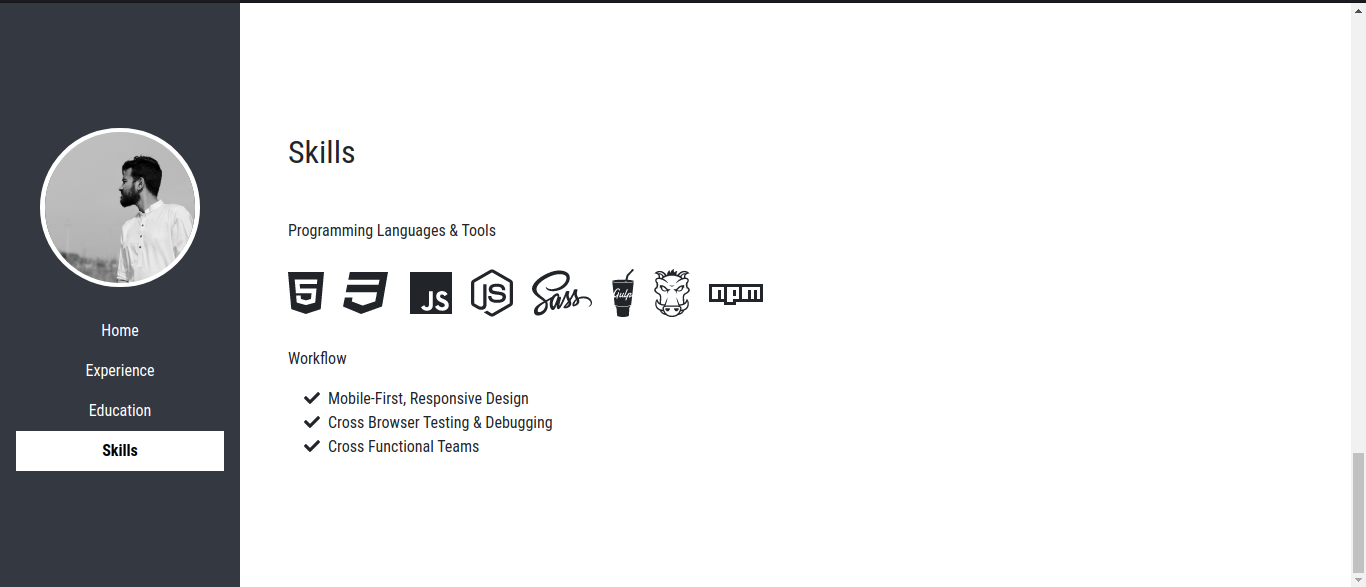 Home
Experience
Education
Skills
Skills
Programming Languages & Tools
5 JS JS Sass Gulp npm
Workflow
Mobile-First, Responsive Design
Cross Browser Testing & Debugging
Cross Functional Teams